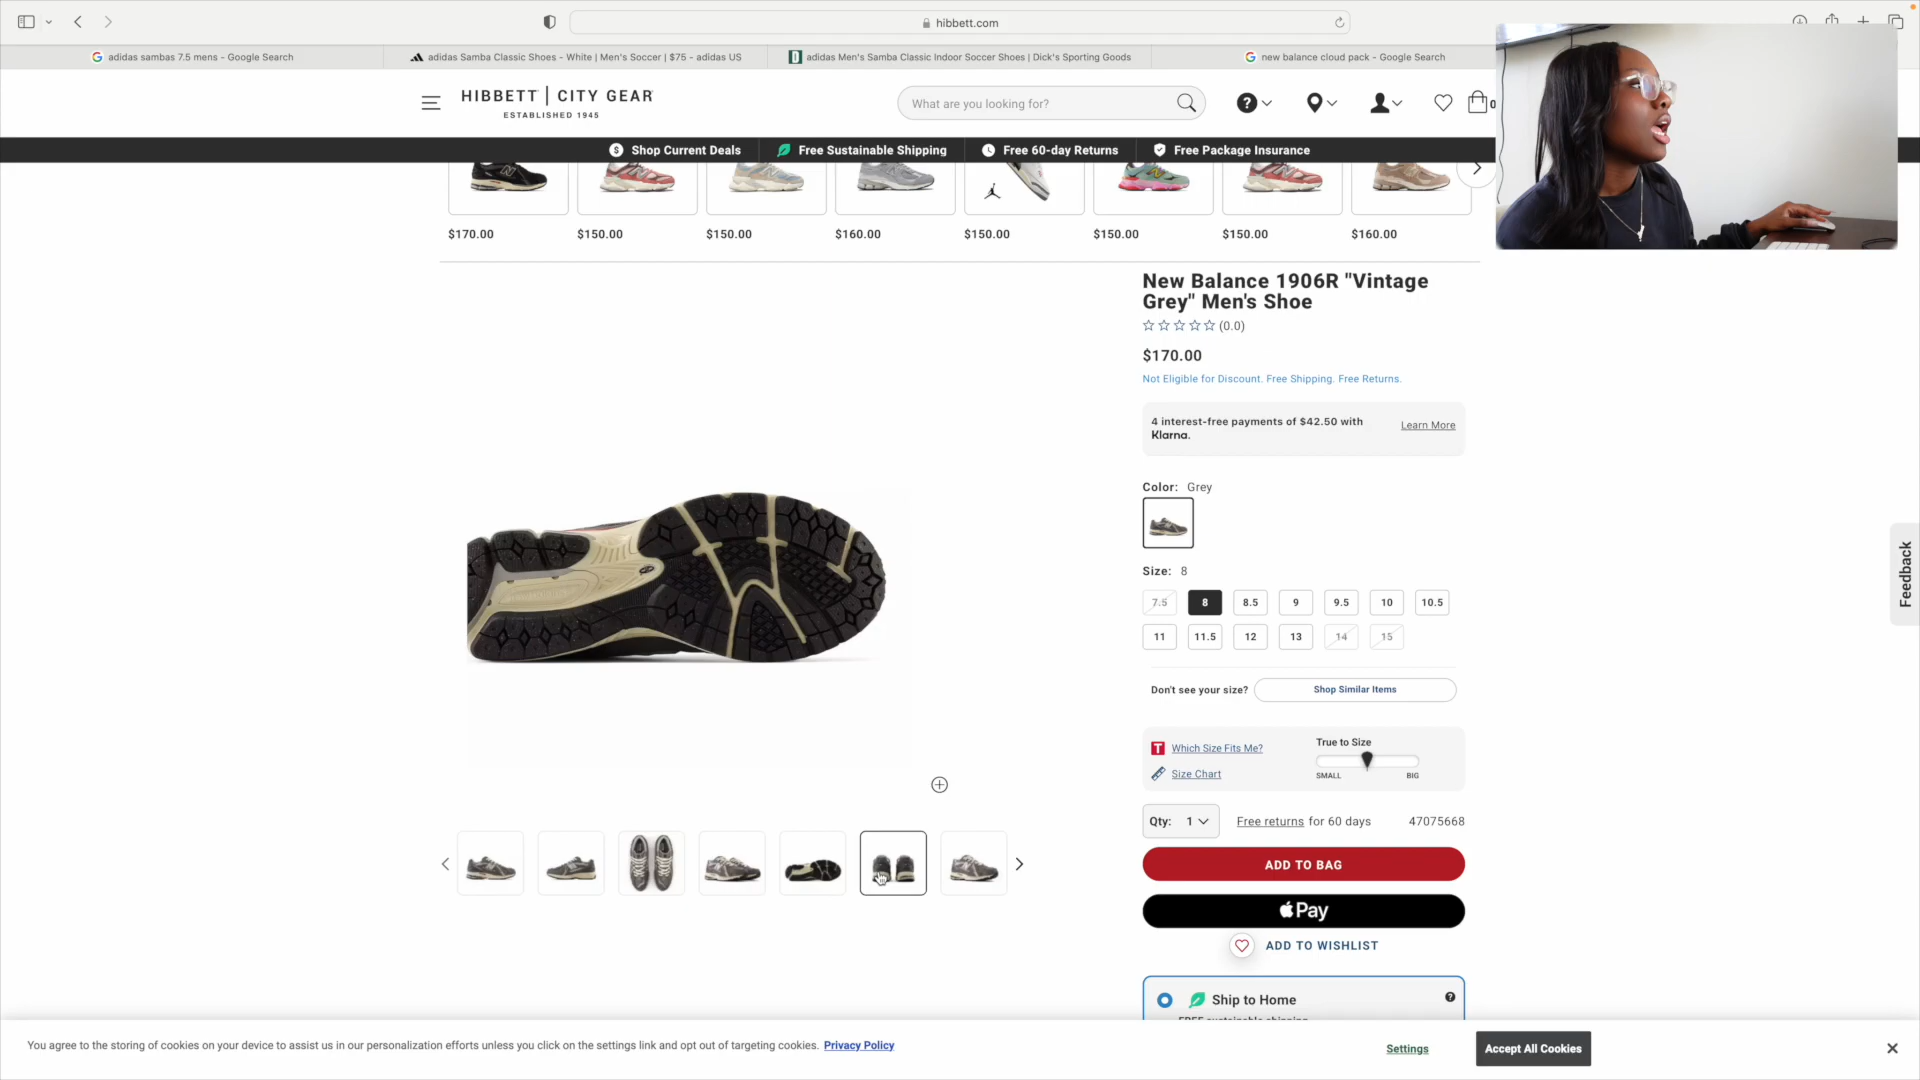 hibbett.com
adidas sambas 7.5 mens - Google Search
adidas Samba Classic Shoes - White | Men's Soccer | $75 - adidas US
adidas Men's Samba Classic Indoor Soccer Shoes | Dick's Sporting Goods
new balance cloud pack - Google Search
HIBBETT | CITY GEAR
ESTABLISHED 1945
What are you looking for?
0
Shop Current Deals
Free Sustainable Shipping
Free 60-day Returns
Free Package Insurance
$170.00
$150.00
$150.00
$160.00
$150.00
$150.00
$150.00
$160.00
New Balance 1906R "Vintage
Grey" Men's Shoe
(0.0)
$170.00
Not Eligible for Discount. Free Shipping. Free Returns.
4 interest-free payments of $42.50 with
Klarna.
Learn More
Color: Grey
Size: 8
7.5 8 8.5 9 9.5 10 10.5
11 11.5 12 13 14 15
Don't see your size?
Shop Similar Items
T Which Size Fits Me?
Size Chart
True to Size
SMALL BIG
Qty: 1
Free returns for 60 days
47075668
ADD TO BAG
Pay
ADD TO WISHLIST
Ship to Home
Feedback
You agree to the storing of cookies on your device to assist us in our personalization efforts unless you click on the settings link and opt out of targeting cookies. Privacy Policy
Settings
Accept All Cookies